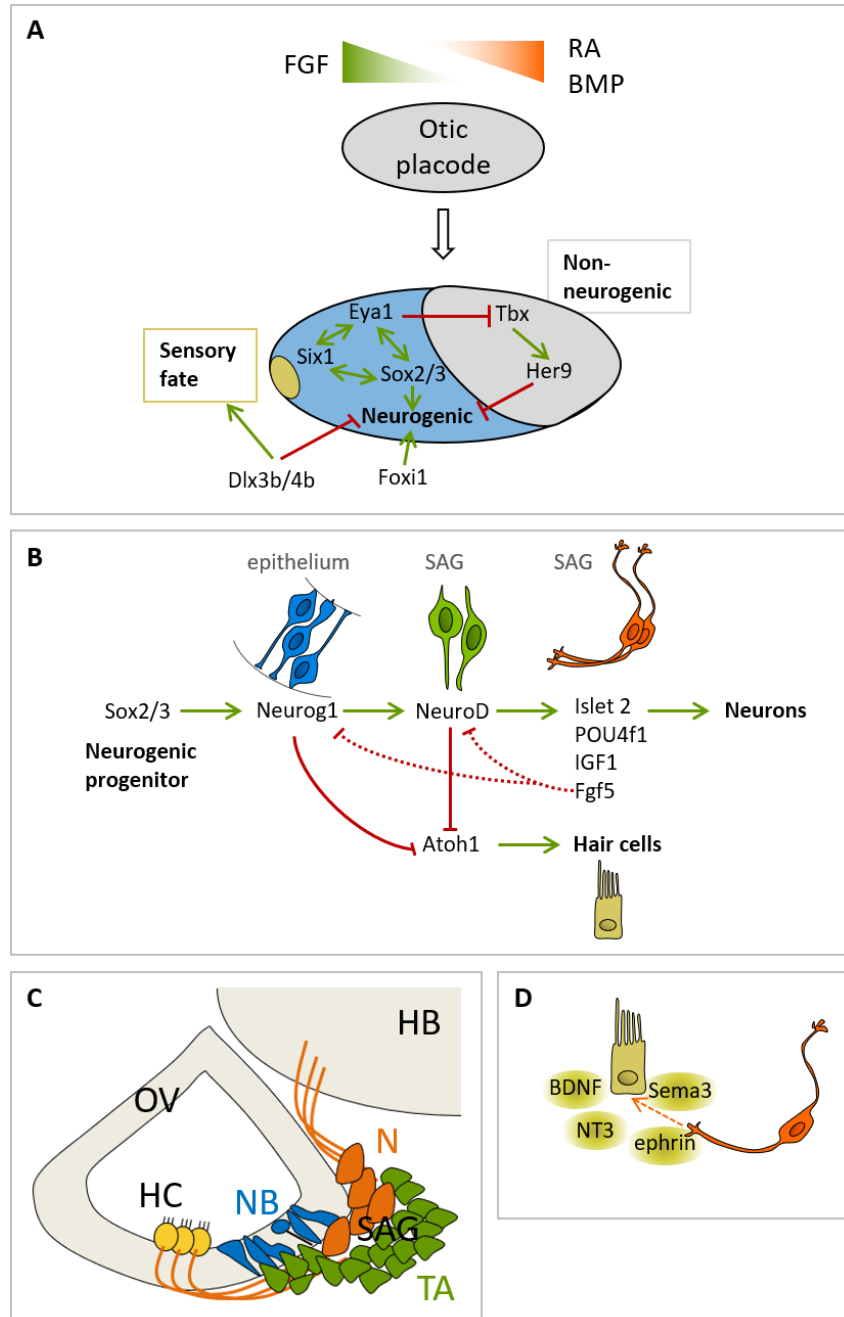 A
FGF
RA
BMP
Otic
placode
Non-
neurogenic
Eya1
Tbx
Sensory
fate
Six1
Sox2/3
Her9
Neurogenic
Dlx3b/4b
Foxi1
B
epithelium
SAG
SAG
Sox2/3
Neurog1
NeuroD
Islet 2
Neurons
POU4f1
IGF1
Fgf5
Neurogenic
progenitor
Atoh1
Hair cells
C
HB
OV
N
HC
NB
SAG
TA
D
BDNF
Sema3
NT3
ephrin